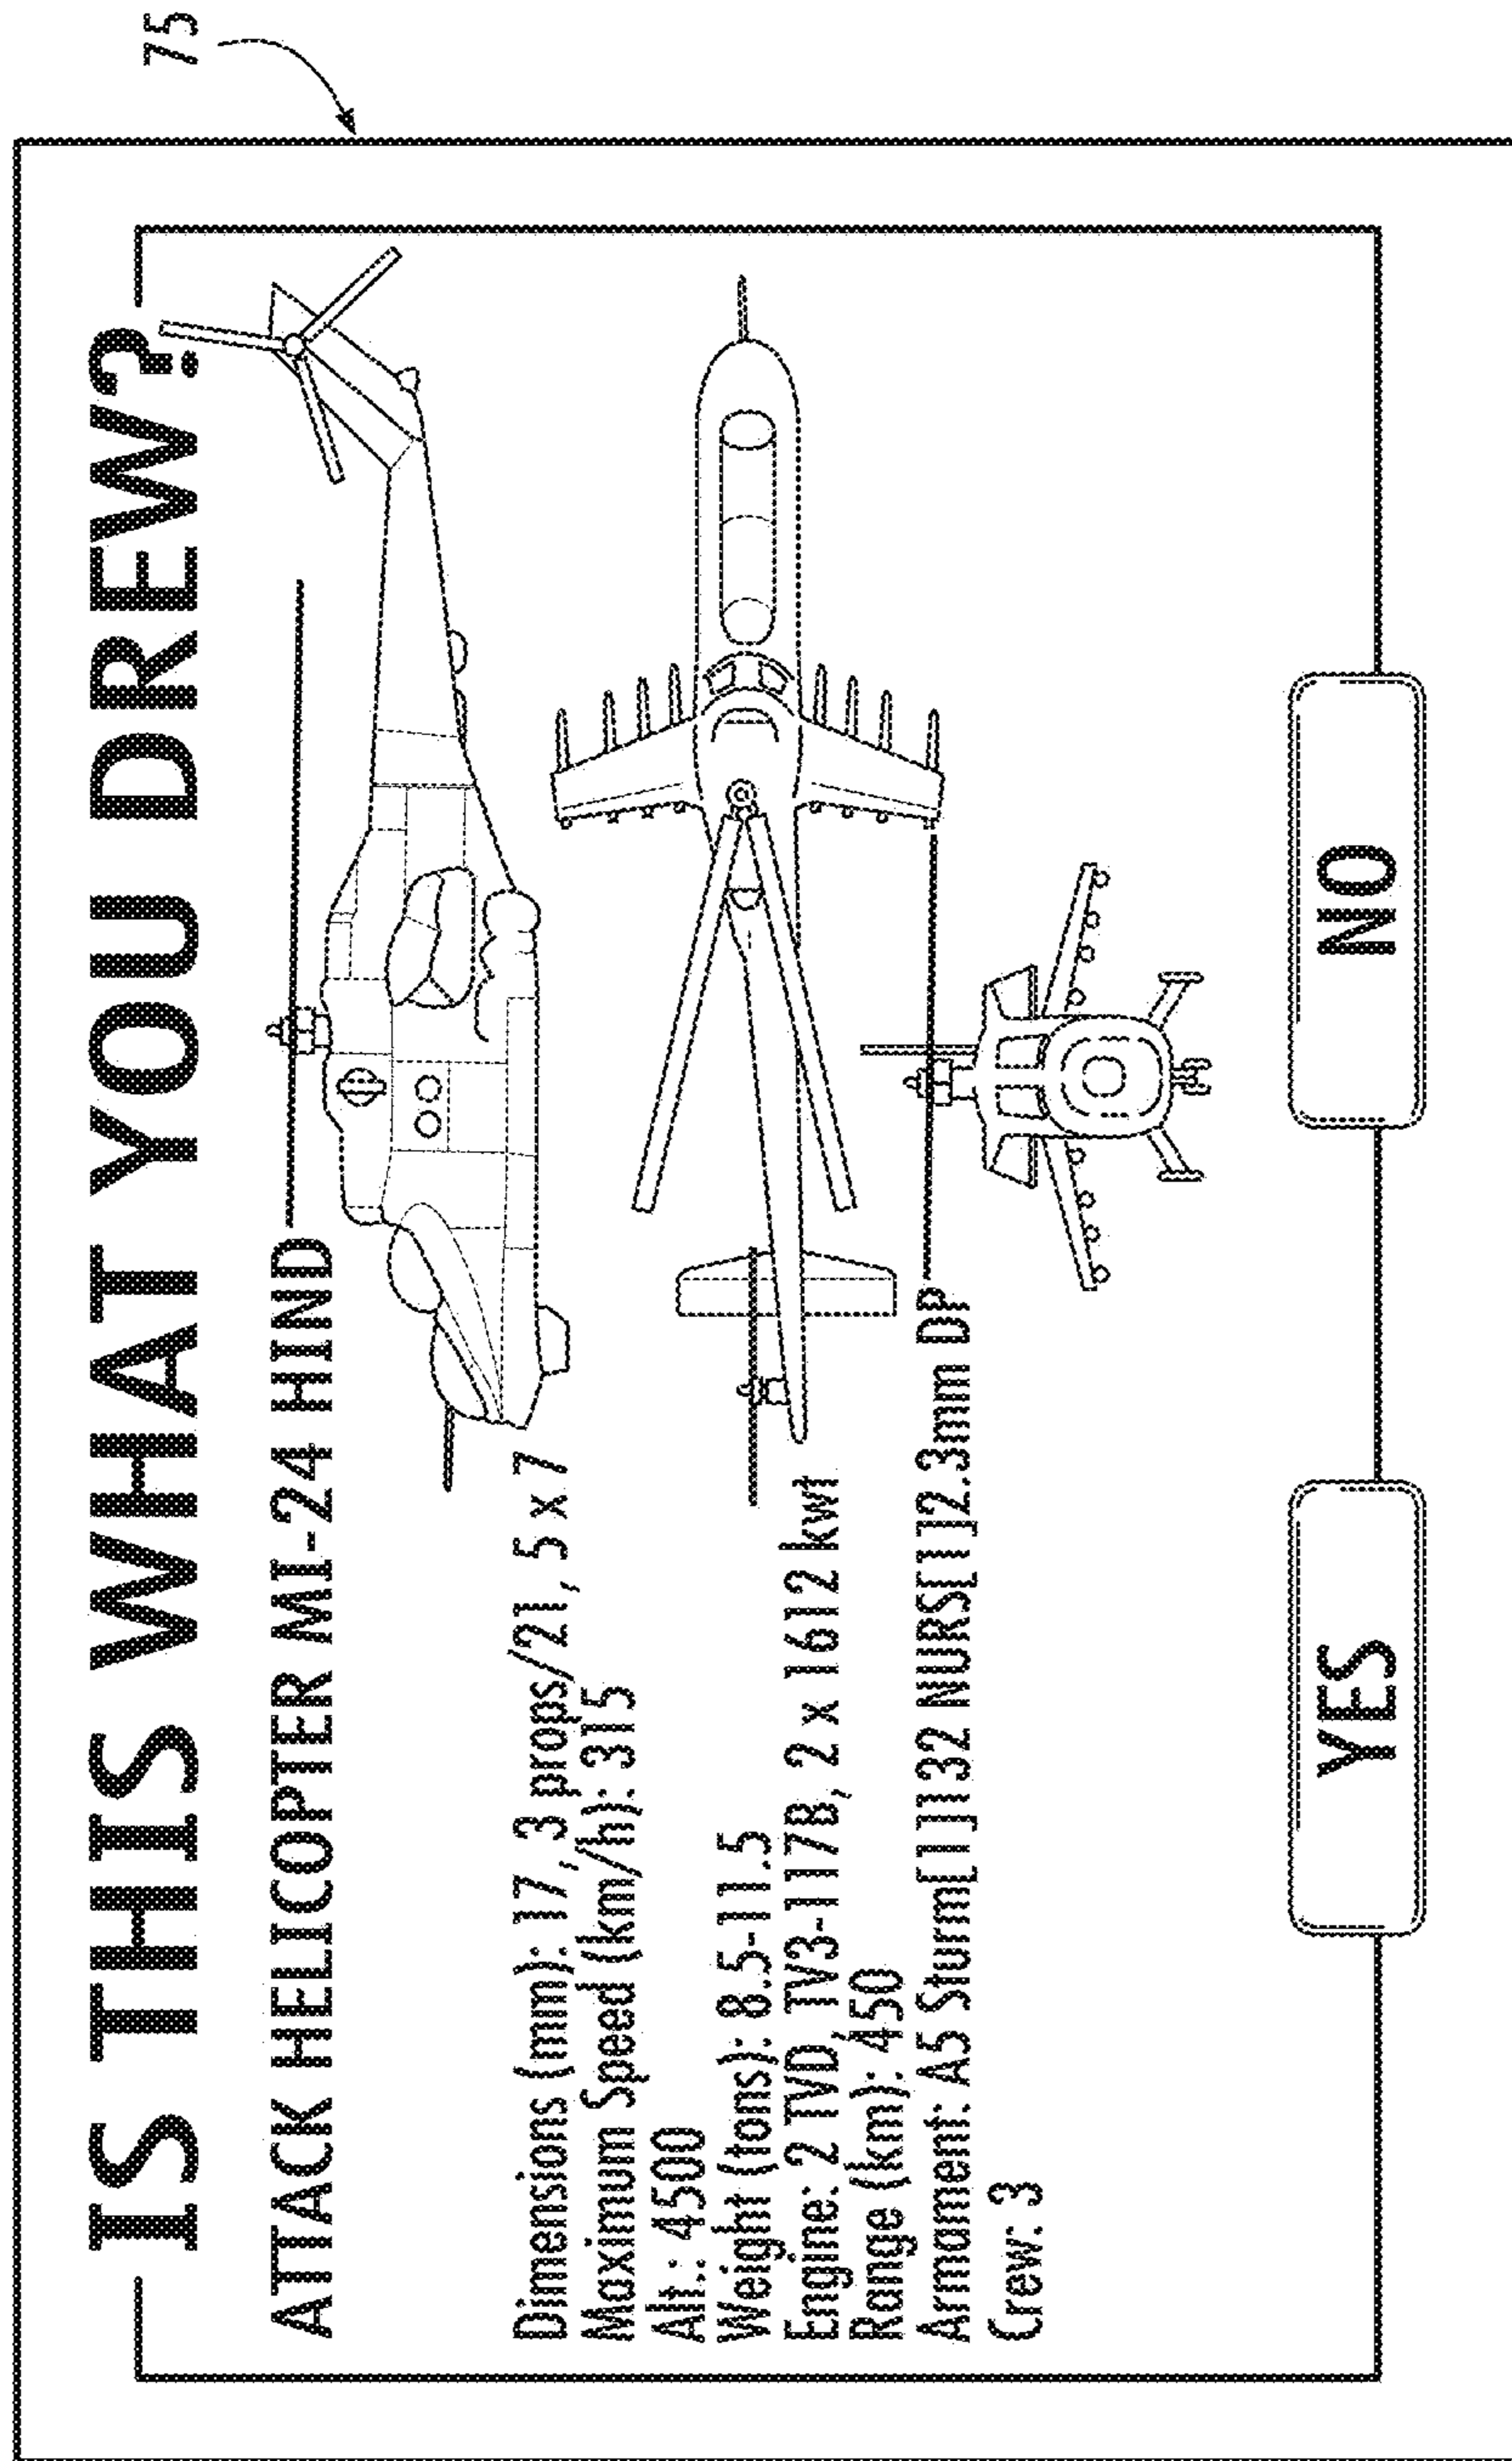 75
IS THIS WHAT YOU DREW?
ATTACK HELICOPTER MI-24 HIND
Dimensions (mm): 17, 3 props/21, 5 x 7
Maximum Speed (km/h): 315
Alt.: 4500
Weight (tons): 8.5-11.5
Engine: 2 TVD, TV3-117B, 2 x 1612 kwt
Range (km): 450
Armament: A5 Sturm[[]]132 NURS[[]]2.3mm DP
Crew: 3
YES
NO